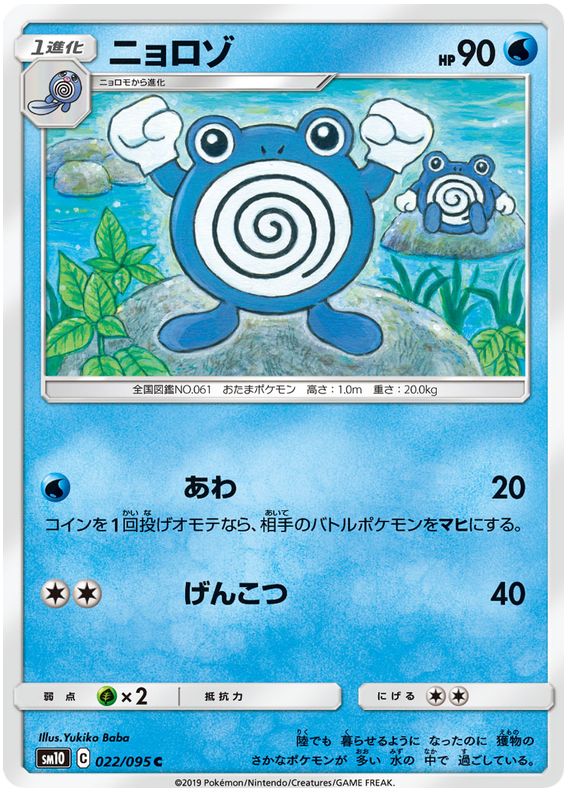 1進化 ニョロゾ HP90
ニョロモから進化
全国図鑑NO.061 おたまポケモン 高さ：1.0m 重さ：20.0kg
あわ 20
コインを1回投げオモテなら、相手のバトルポケモンをマヒにする。
げんこつ 40
弱点 ×2 抵抗力 にげる
Illus.Yukiko Baba
SM10 C 022/095 C
陸でも 暮らせるように なったのに 獲物の
さかなポケモンが 多い 水の 中で 過ごしている。
©2019 Pokémon/Nintendo/Creatures/GAME FREAK.